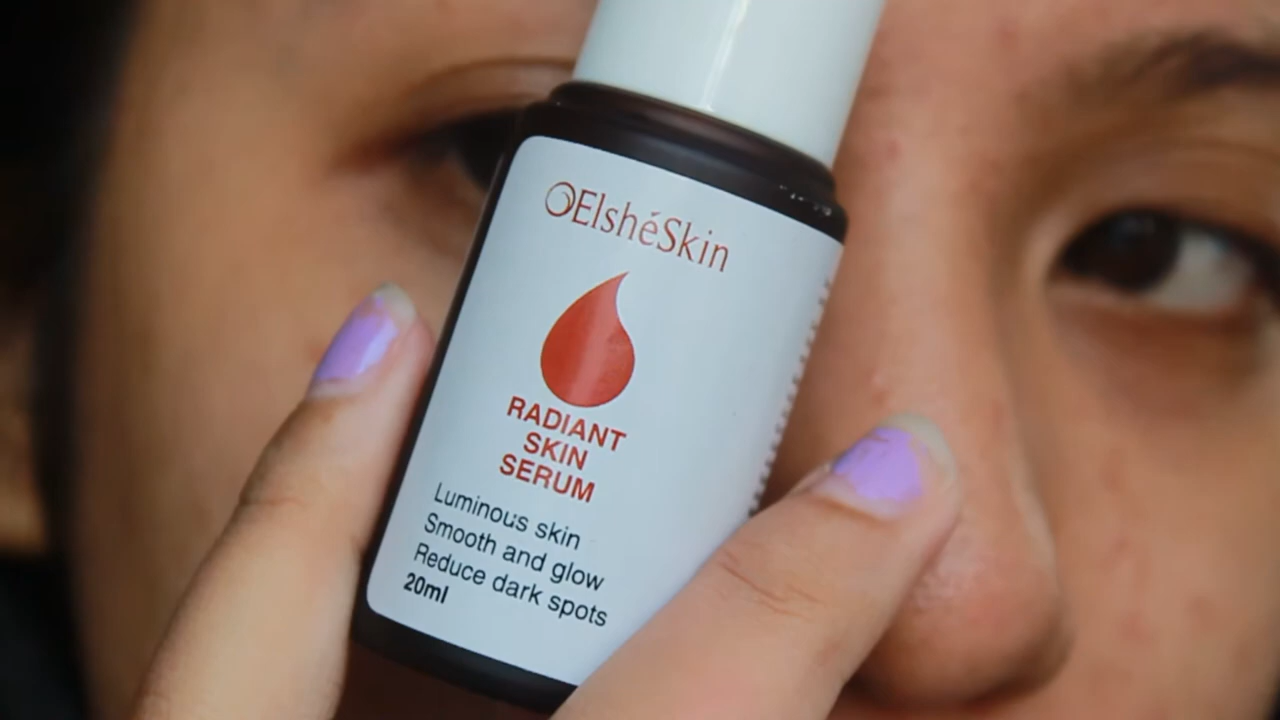 ElshéSkin
RADIANT
SKIN
SERUM
Luminous skin
Smooth and glow
Reduce dark spots
20ml